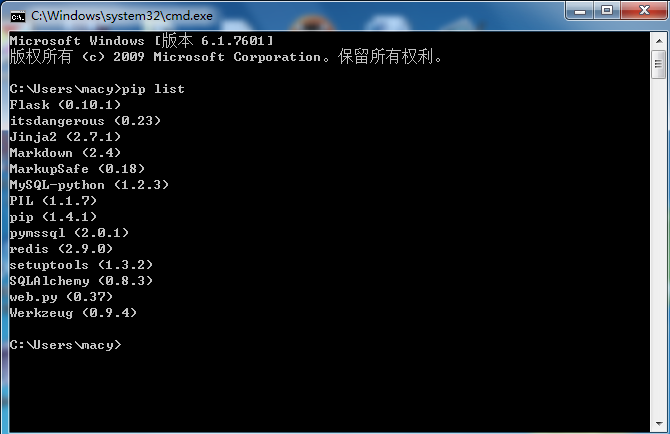 C:\Windows\system32\cmd.exe
Microsoft Windows [版本 6.1.7601]
版权所有 (c) 2009 Microsoft Corporation。保留所有权利。
C:\Users\macy>pip list
Flask (0.10.1)
itsdangerous (0.23)
Jinja2 (2.7.1)
Markdown (2.4)
MarkupSafe (0.18)
MySQL-python (1.2.3)
PIL (1.1.7)
pip (1.4.1)
pymssql (2.0.1)
redis (2.9.0)
setuptools (1.3.2)
SQLAlchemy (0.8.3)
web.py (0.37)
Werkzeug (0.9.4)
C:\Users\macy>